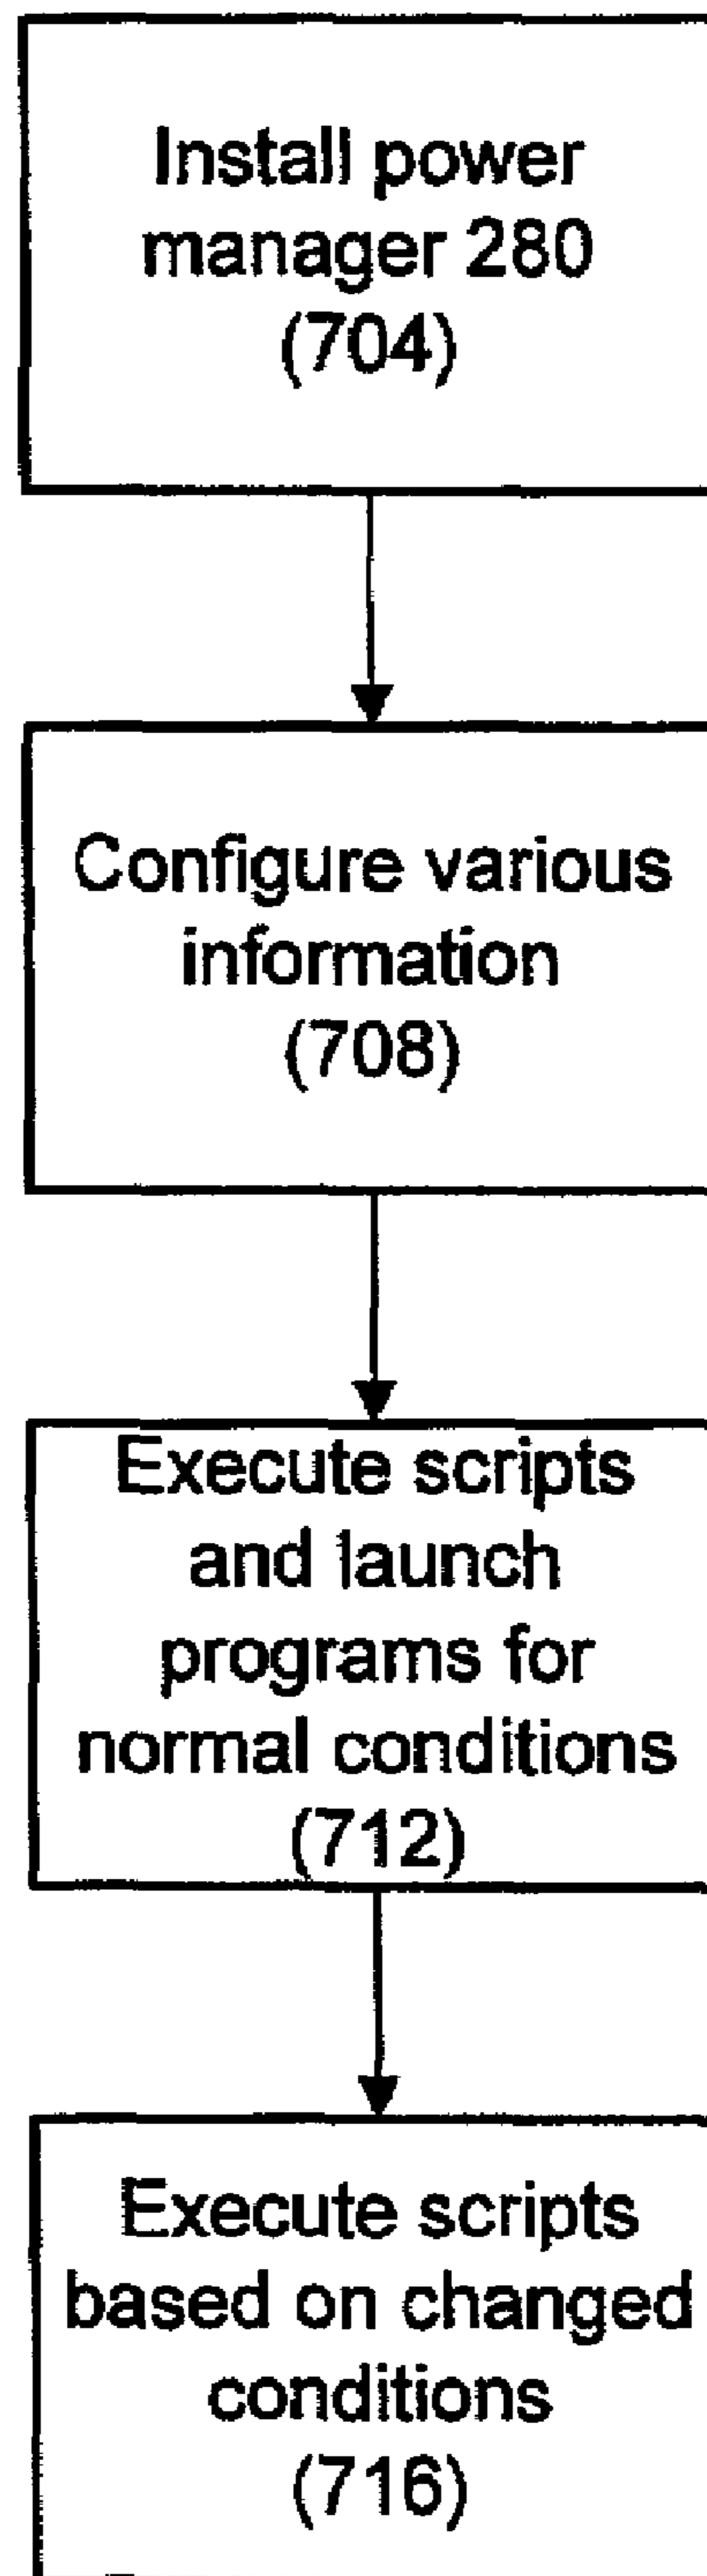 Install power
manager 280
(704)
Configure various
information
(708)
Execute scripts
and launch
programs for
normal conditions
(712)
Execute scripts
based on changed
conditions
(716)